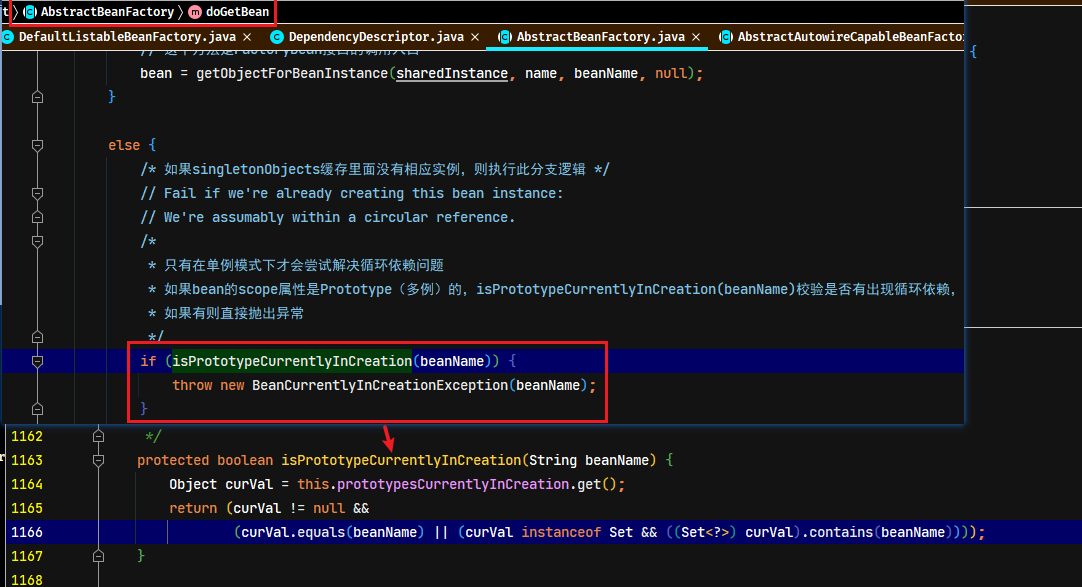 t〉 AbstractBeanFactory 〉 m doGetBean
DefaultListableBeanFactory.java × DependencyDescriptor.java × AbstractBeanFactory.java × AbstractAutowireCapableBeanFacto
bean = getObjectForBeanInstance(sharedInstance, name, beanName, null);
{
}
else {
/* 如果singletonObjects缓存里面没有相应实例，则执行此分支逻辑 */
// Fail if we're already creating this bean instance:
// We're assumably within a circular reference.
/*
* 只有在单例模式下才会尝试解决循环依赖问题
* 如果bean的scope属性是Prototype（多例）的，isPrototypeCurrentlyInCreation(beanName)校验是否有出现循环依赖，
* 如果有则直接抛出异常
*/
if (isPrototypeCurrentlyInCreation(beanName)) {
throw new BeanCurrentlyInCreationException(beanName);
}
1162 */
1163 protected boolean isPrototypeCurrentlyInCreation(String beanName) {
1164 Object curVal = this.prototypesCurrentlyInCreation.get();
1165 return (curVal != null &&
1166 (curVal.equals(beanName) || (curVal instanceof Set && ((Set<?>) curVal).contains(beanName))));
1167 }
1168